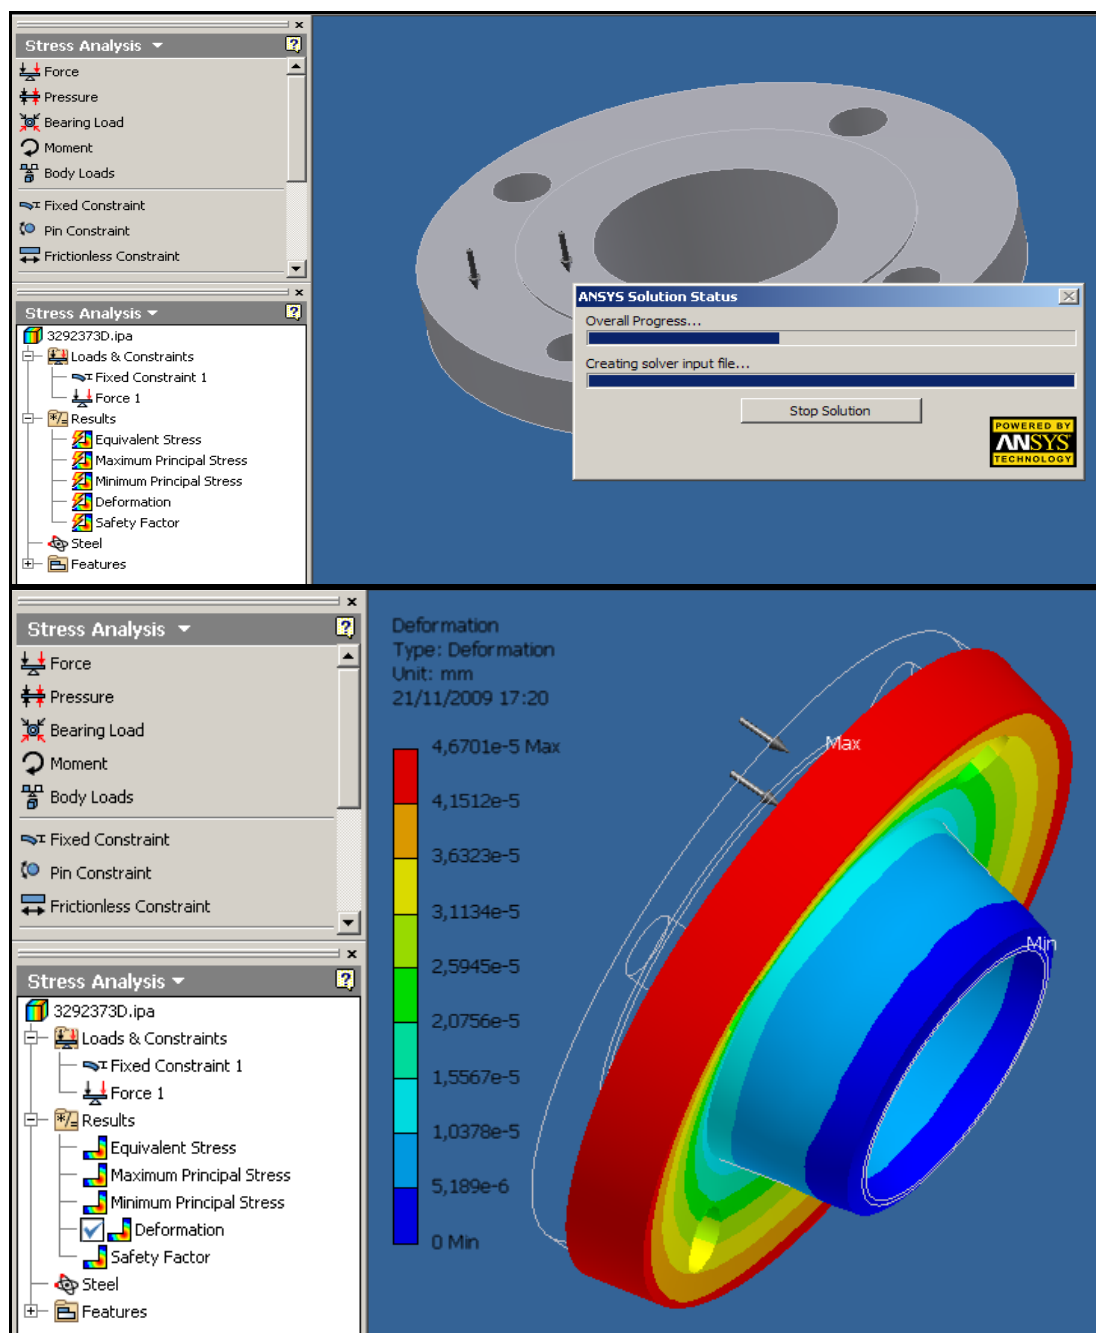 Stress Analysis
Force
Pressure
Bearing Load
Moment
Body Loads
Fixed Constraint
Pin Constraint
Frictionless Constraint
Stress Analysis
3292373D.ipa
Loads & Constraints
Fixed Constraint 1
Force 1
Results
Equivalent Stress
Maximum Principal Stress
Minimum Principal Stress
Deformation
Safety Factor
Steel
Features
ANSYS Solution Status
Overall Progress...
Creating solver input file...
Stop Solution
POWERED BY
ANSYS
TECHNOLOGY
Stress Analysis
Force
Pressure
Bearing Load
Moment
Body Loads
Fixed Constraint
Pin Constraint
Frictionless Constraint
Stress Analysis
3292373D.ipa
Loads & Constraints
Fixed Constraint 1
Force 1
Results
Equivalent Stress
Maximum Principal Stress
Minimum Principal Stress
Deformation
Safety Factor
Steel
Features
Deformation
Type: Deformation
Unit: mm
21/11/2009 17:20
4,6701e-5 Max
4,1512e-5
3,6323e-5
3,1134e-5
2,5945e-5
2,0756e-5
1,5567e-5
1,0378e-5
5,189e-6
0 Min
Max
Min